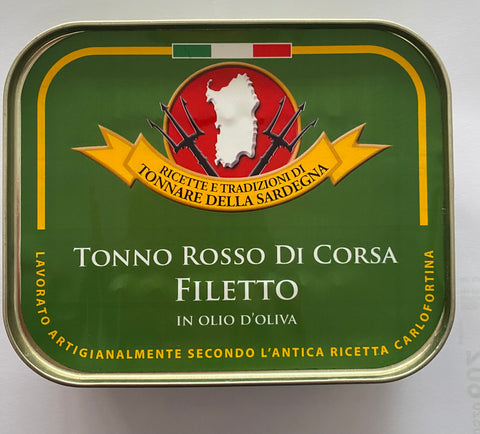 RICETTE E TRADIZIONI DI
TONNARE DELLA SARDEGNA
TONNO ROSSO DI CORSA
FILETTO
IN OLIO D'OLIVA
LAVORATO ARTIGIANALMENTE SECONDO L'ANTICA RICETTA CARLOFORTINA